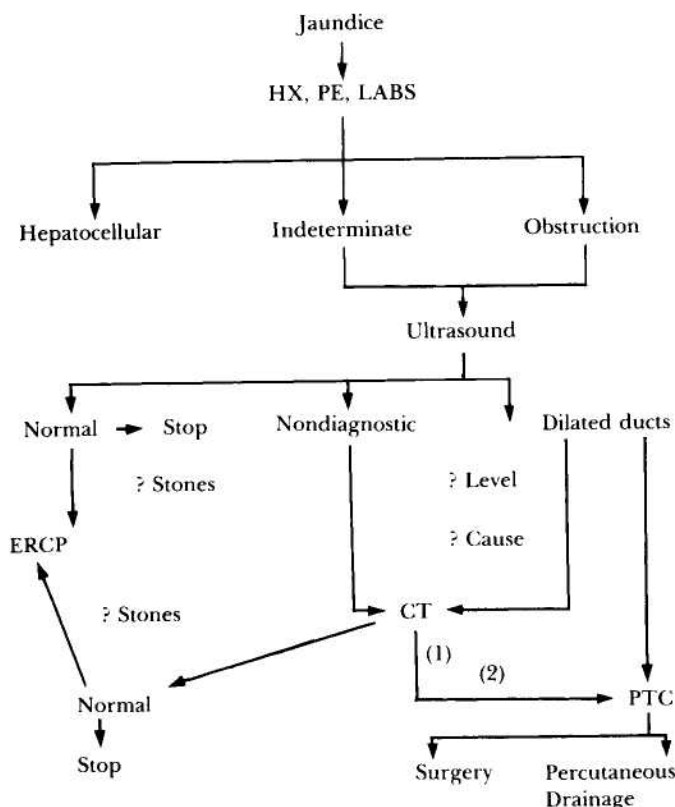 Jaundice
HX, PE, LABS
Hepatocellular
Indeterminate
Obstruction
Ultrasound
Normal
Stop
Nondiagnostic
Dilated ducts
? Stones
? Level
ERCP
? Cause
? Stones
CT
(1)
(2)
Normal
PTC
Stop
Surgery
Percutaneous
Drainage